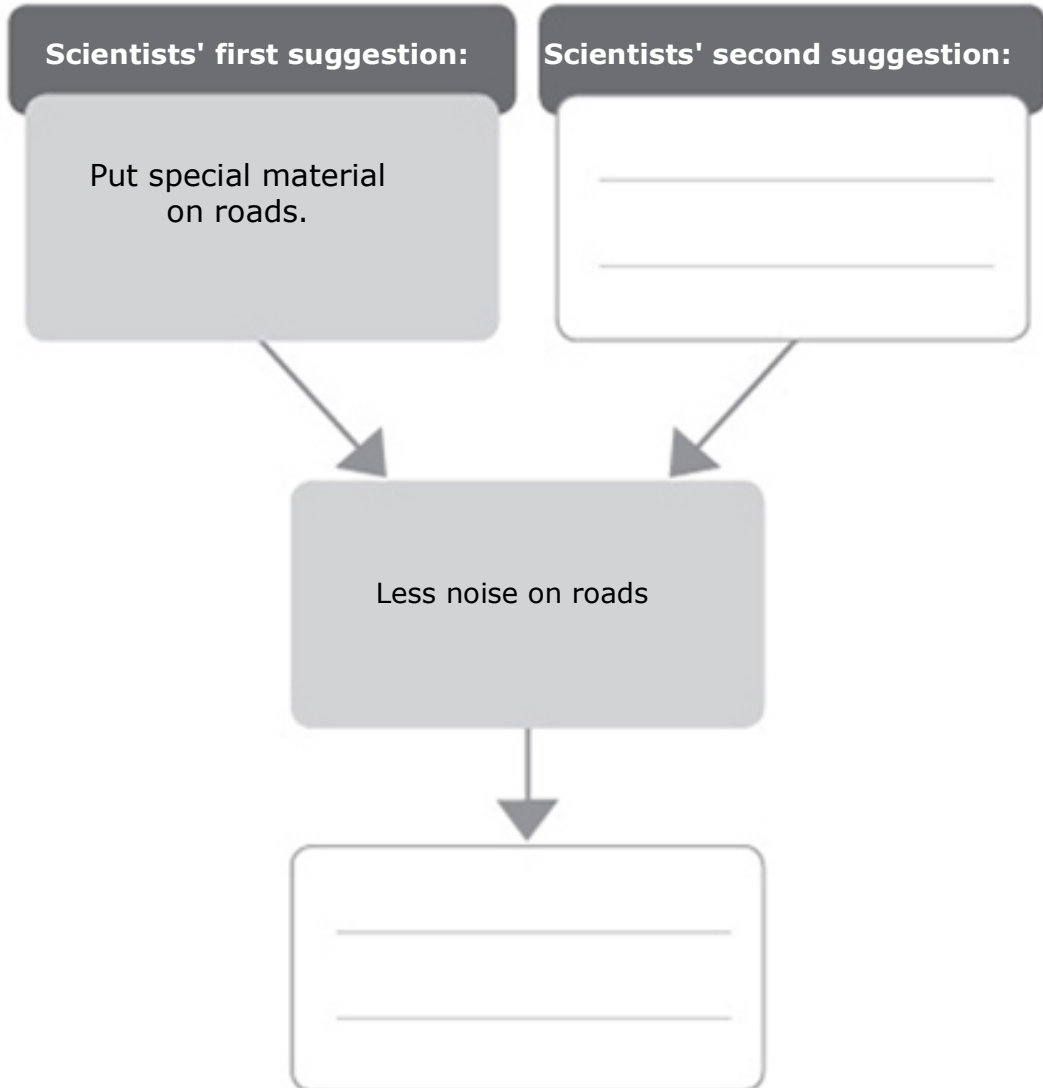 Scientists' first suggestion:
Scientists' second suggestion:
Put special material
on roads.
Less noise on roads